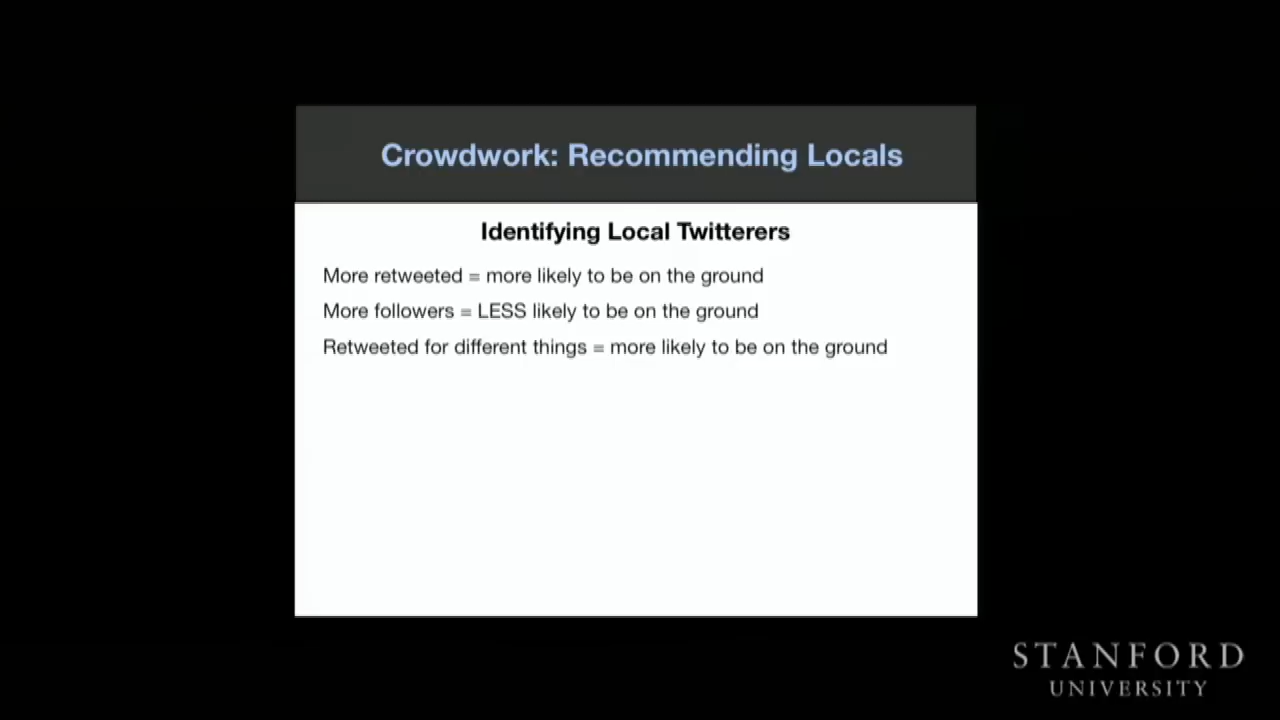 Crowdwork: Recommending Locals
Identifying Local Twitterers
More retweeted = more likely to be on the ground
More followers = LESS likely to be on the ground
Retweeted for different things = more likely to be on the ground
STANFORD
UNIVERSITY